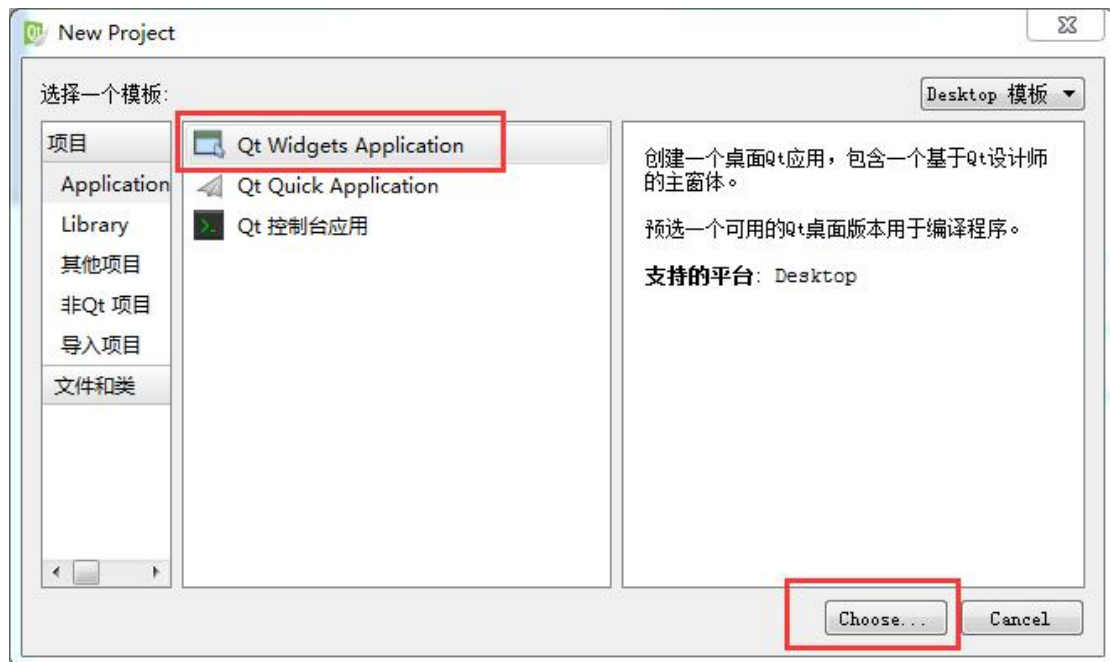 New Project
选择一个模板:
Desktop 模板
项目
Application
Library
其他项目
非Qt 项目
导入项目
文件和类
Qt Widgets Application
Qt Quick Application
Qt 控制台应用
创建一个桌面Qt应用，包含一个基于Qt设计师
的主窗体。
预选一个可用的Qt桌面版本用于编译程序。
支持的平台: Desktop
Choose...
Cancel